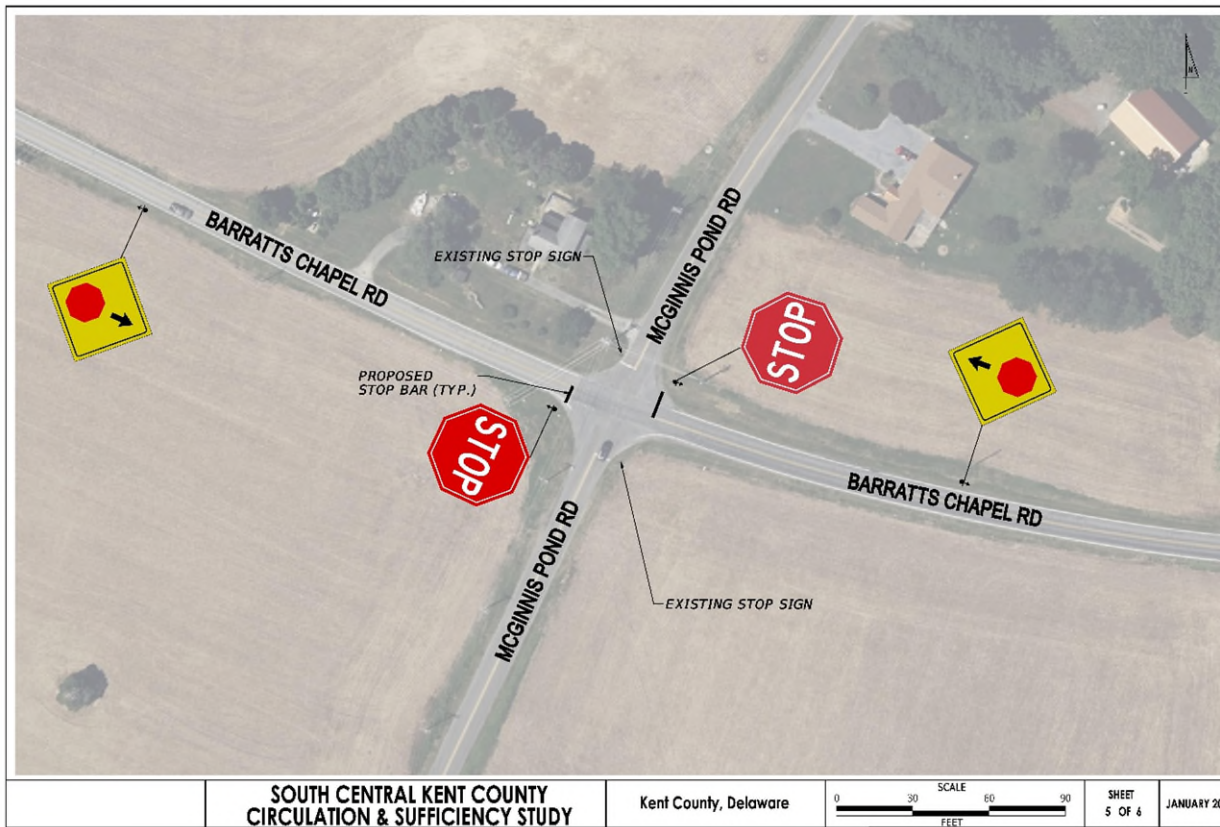 N
BARRATTS CHAPEL RD
EXISTING STOP SIGN
MCGINNIS POND RD
STOP
PROPOSED
STOP BAR (TYP.)
STOP
BARRATTS CHAPEL RD
MCGINNIS POND RD
EXISTING STOP SIGN
SOUTH CENTRAL KENT COUNTY
CIRCULATION & SUFFICIENCY STUDY
Kent County, Delaware
SCALE
0 30 60 90
FEET
SHEET
5 OF 6
JANUARY 20